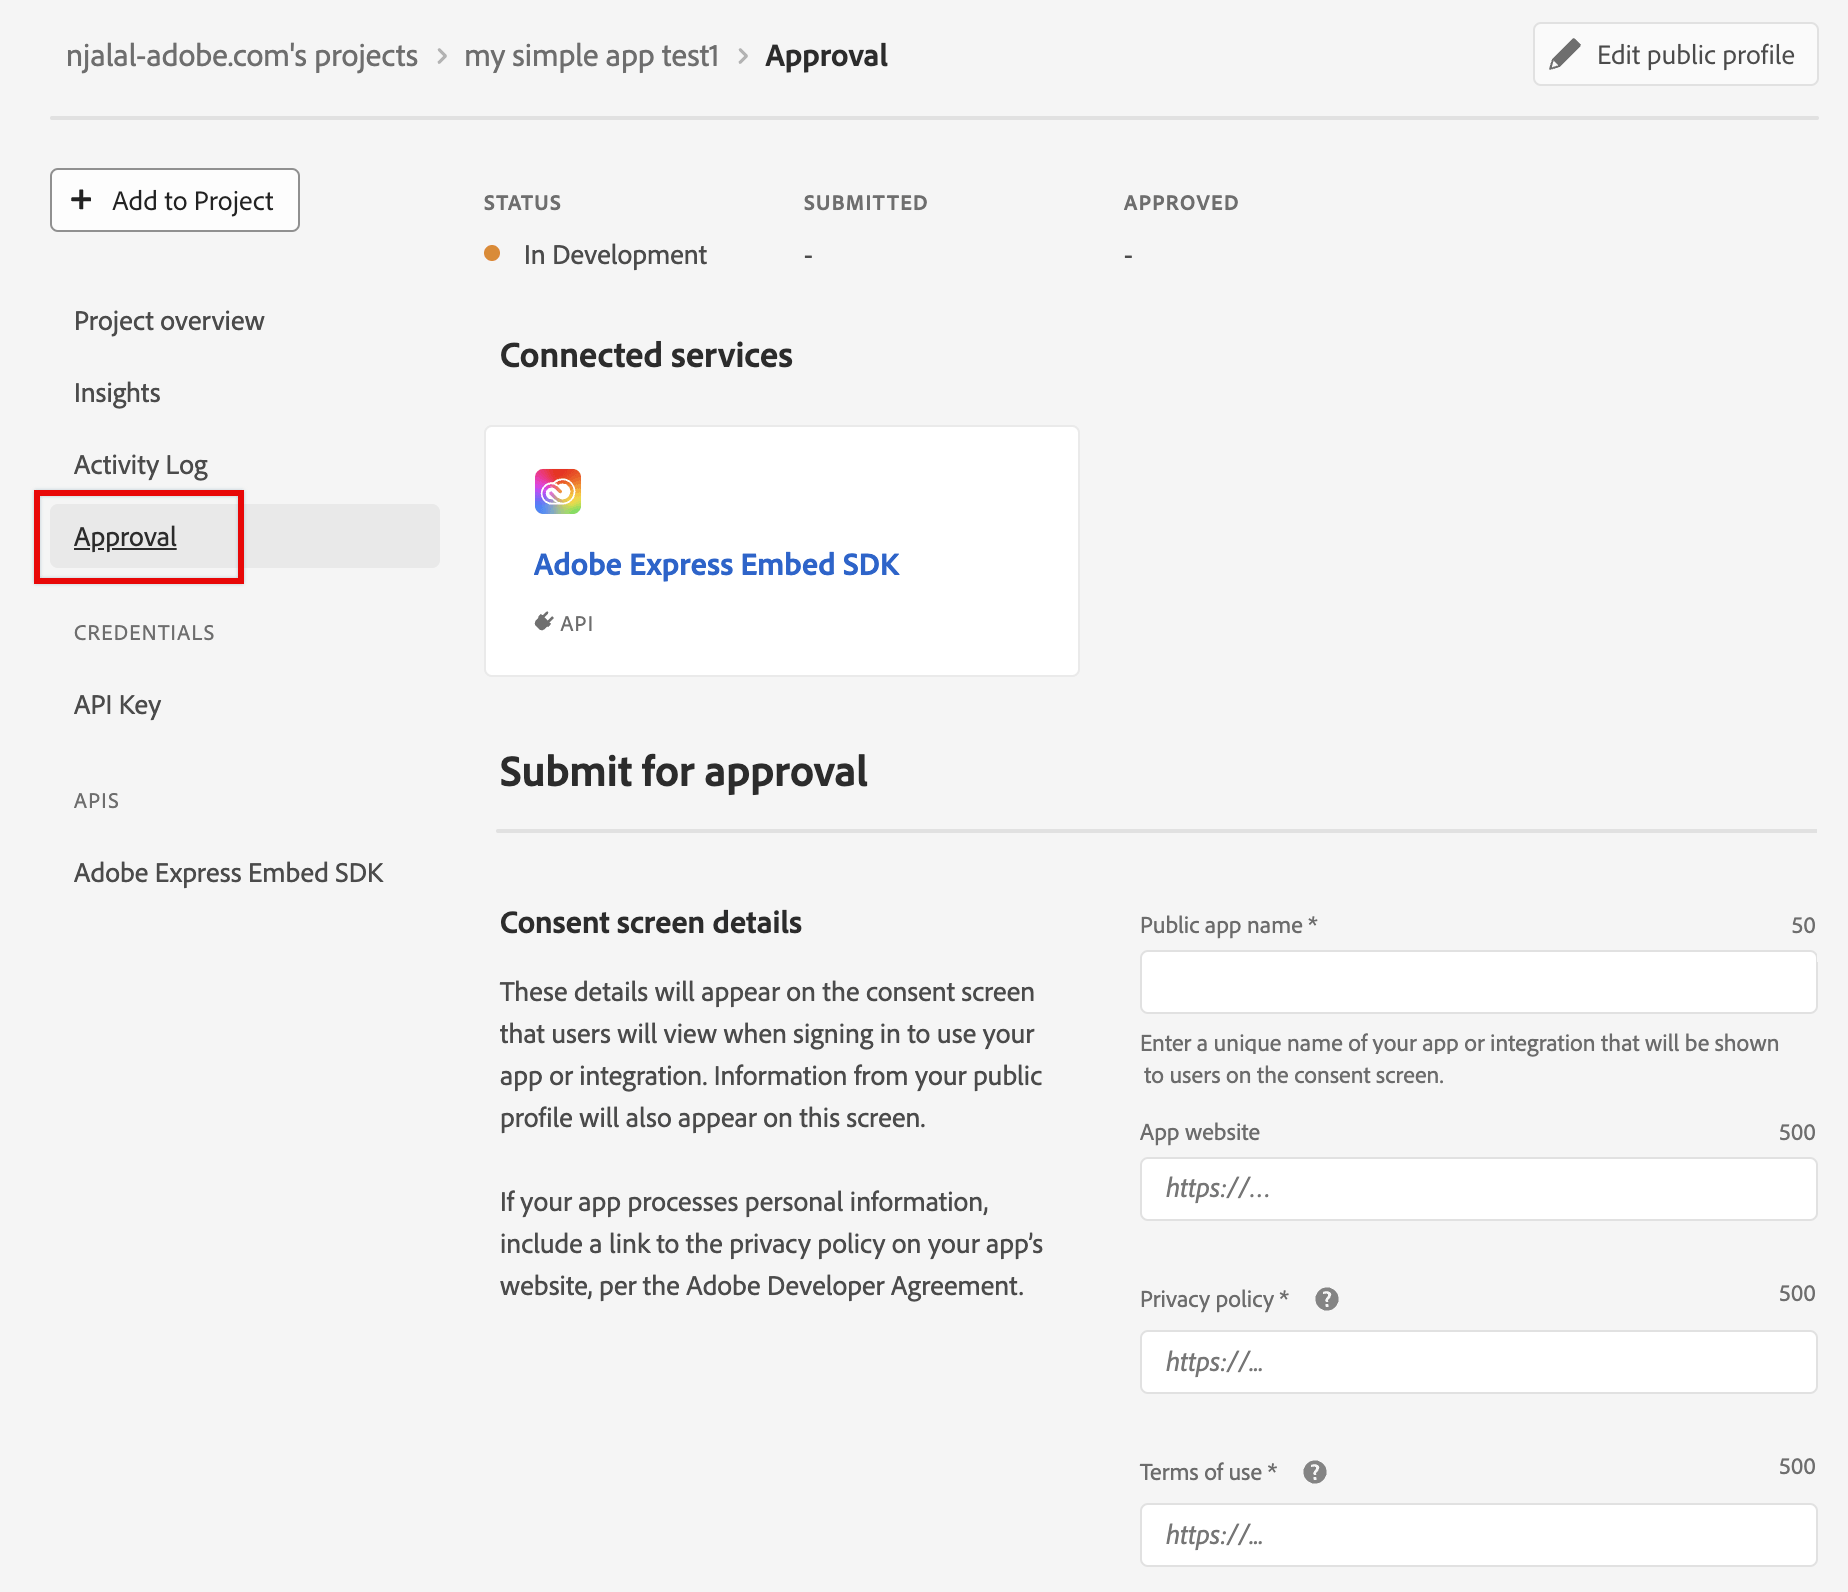 njalal-adobe.com's projects > my simple app test1 > Approval
Edit public profile
+ Add to Project
Project overview
Insights
Activity Log
Approval
CREDENTIALS
API Key
APIS
Adobe Express Embed SDK
STATUS
SUBMITTED
APPROVED
In Development
-
-
Connected services
Adobe Express Embed SDK
API
Submit for approval
Consent screen details
These details will appear on the consent screen
that users will view when signing in to use your
app or integration. Information from your public
profile will also appear on this screen.
If your app processes personal information,
include a link to the privacy policy on your app’s
website, per the Adobe Developer Agreement.
Public app name *
50
Enter a unique name of your app or integration that will be shown
to users on the consent screen.
App website
500
https://…
Privacy policy * ?
500
https://...
Terms of use * ?
500
https://...